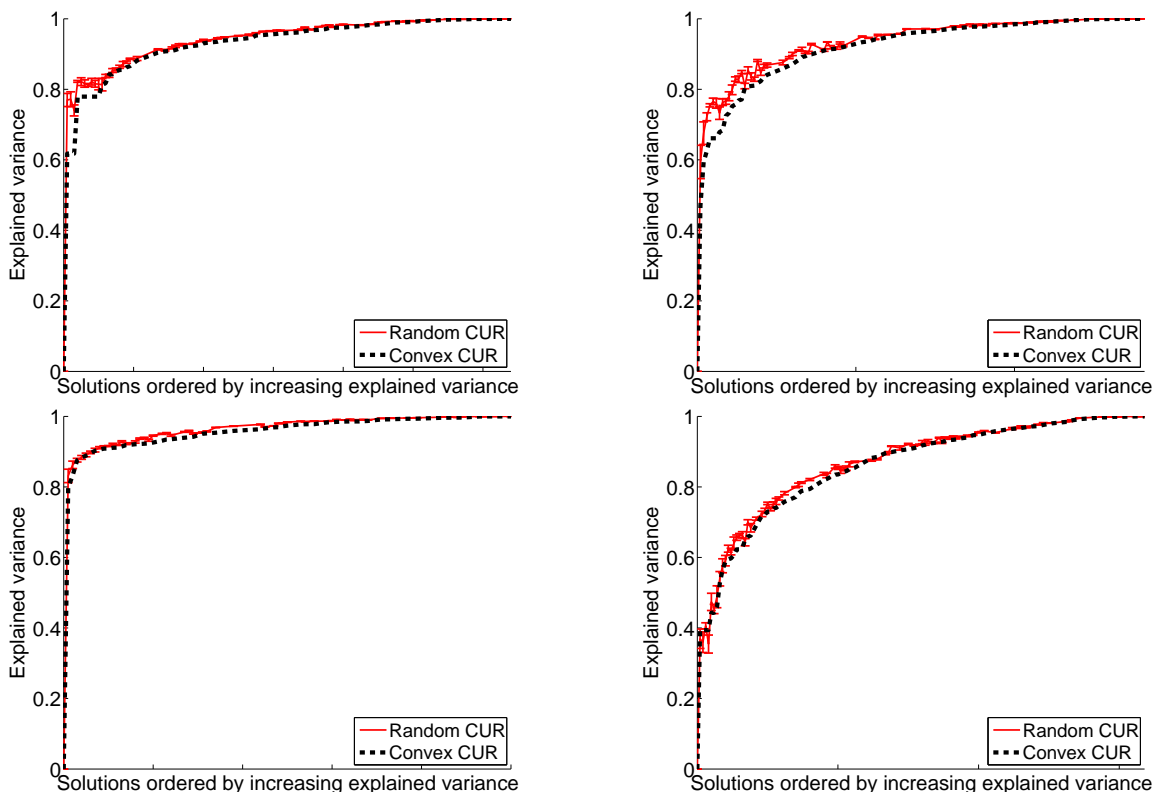 1
0.8
0.6
0.4
0.2
0
Explained variance
Random CUR
Convex CUR
Solutions ordered by increasing explained variance
1
0.8
0.6
0.4
0.2
0
Explained variance
Random CUR
Convex CUR
Solutions ordered by increasing explained variance
1
0.8
0.6
0.4
0.2
0
Explained variance
Random CUR
Convex CUR
Solutions ordered by increasing explained variance
1
0.8
0.6
0.4
0.2
0
Explained variance
Random CUR
Convex CUR
Solutions ordered by increasing explained variance